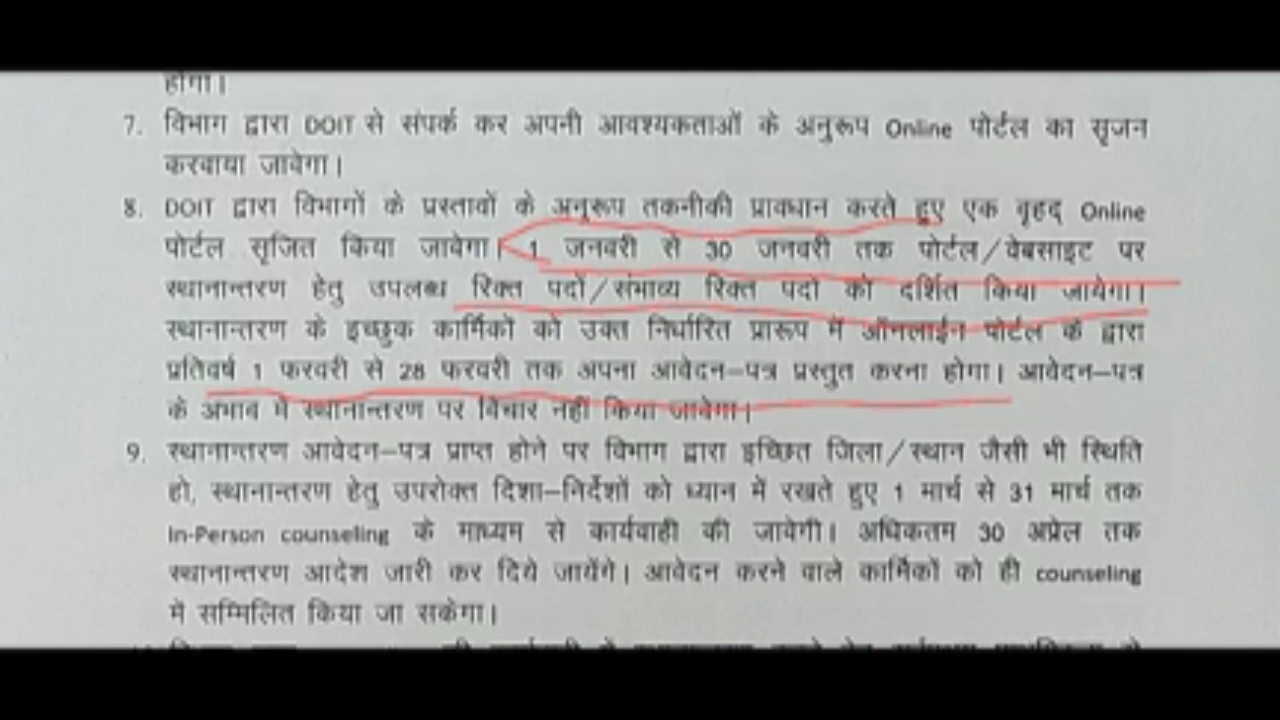 होगा।
7. विभाग द्वारा DOIT से संपर्क कर अपनी आवश्यकताओं के अनुरूप Online पोर्टल का सृजन
करवाया जावेगा।
8. DOIT द्वारा विभागों के प्रस्तावों के अनुरूप तकनीकी प्रावधान करते हुए एक वृहद् Online
पोर्टल सृजित किया जावेगा। 1 जनवरी से 30 जनवरी तक पोर्टल/वेबसाइट पर
स्थानान्तरण हेतु उपलब्ध रिक्त पदों/संभाव्य रिक्त पदों को दर्शित किया जायेगा।
स्थानान्तरण के इच्छुक कार्मिकों को उक्त निर्धारित प्रारूप में ऑनलाईन पोर्टल के द्वारा
प्रतिवर्ष 1 फरवरी से 28 फरवरी तक अपना आवेदन–पत्र प्रस्तुत करना होगा। आवेदन–पत्र
के अभाव में स्थानान्तरण पर विचार नहीं किया जावेगा।
9. स्थानान्तरण आवेदन–पत्र प्राप्त होने पर विभाग द्वारा इच्छित जिला/स्थान जैसी भी स्थिति
हो, स्थानान्तरण हेतु उपरोक्त दिशा–निर्देशों को ध्यान में रखते हुए 1 मार्च से 31 मार्च तक
In-Person counseling के माध्यम से कार्यवाही की जावेगी। अधिकतम 30 अप्रेल तक
स्थानान्तरण आदेश जारी कर दिये जायेंगे। आवेदन करने वाले कार्मिकों को ही counseling
में सम्मिलित किया जा सकेगा।